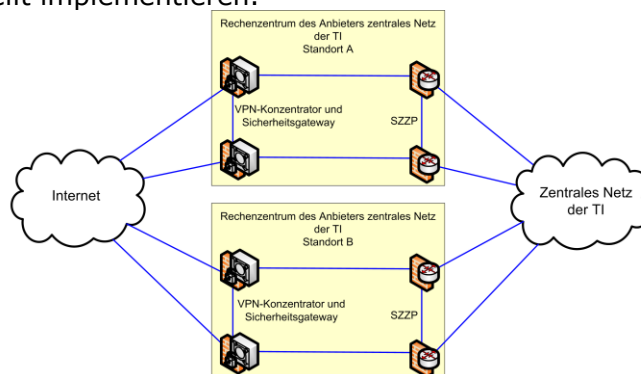 implementieren.
Rechenzentrum des Anbieters zentrales Netz
der TI
Standort A
VPN-Konzentrator und
Sicherheitsgateway
SZZP
Internet
Zentrales Netz
der TI
Rechenzentrum des Anbieters zentrales Netz
der TI
Standort B
VPN-Konzentrator und
Sicherheitsgateway
SZZP